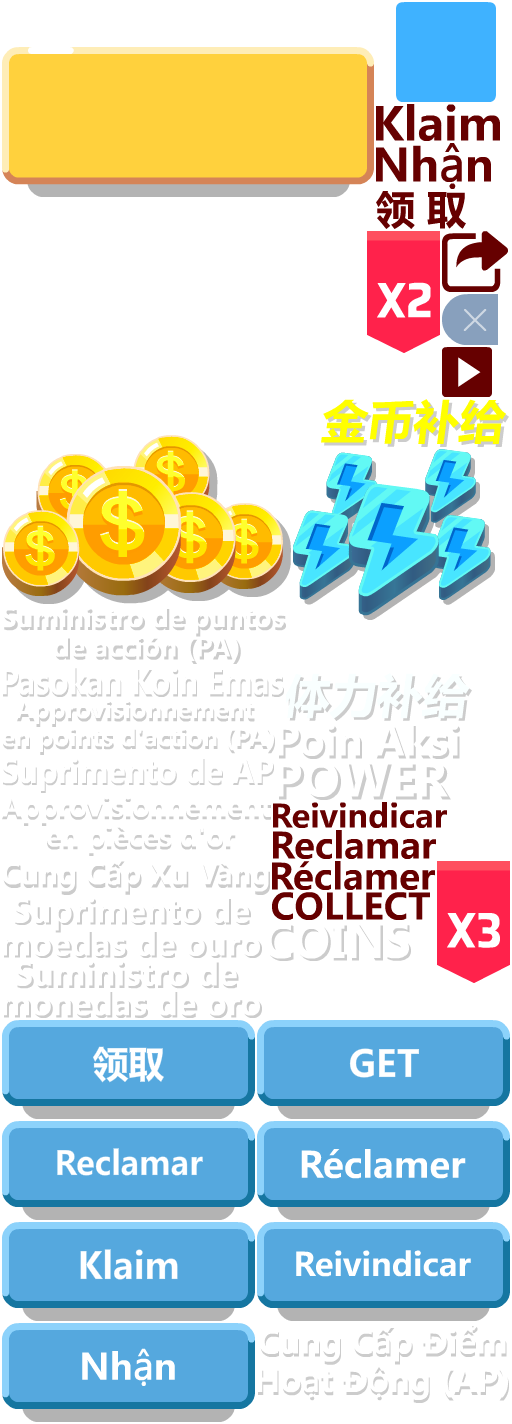 Klaim
Nhận
领取
X2
金币补给
Suministro de puntos
de acción (PA)
Pasokan Koin Emas
Approvisionnement
en points d'action (PA)
Suprimento de AP
Approvisionnement
en pièces d'or
Cung Cấp Xu Vàng
Suprimento de
moedas de ouro
Suministro de
monedas de oro
体力补给
Poin Aksi
POWER
Reivindicar
Reclamar
Réclamer
COLLECT
COINS
X3
领取
GET
Reclamar
Réclamer
Klaim
Reivindicar
Nhận
Cung Cấp Điểm
Hoạt Động (AP)